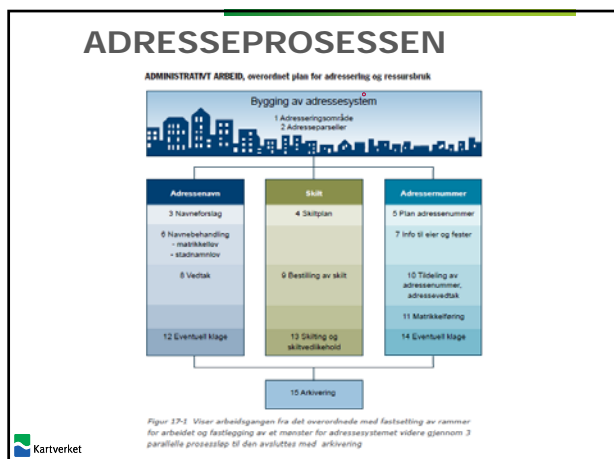 ADRESSEPROSESSEN
ADMINISTRATIVT ARBEID, overordnet plan for adressering og ressursbruk
Bygging av adressesystem
1 Adresseringsområde
2 Adresseparseller
Adressenavn
3 Navneforslag
6 Navnebehandling
- matrikkellov
- stadnamnlov
8 Vedtak
12 Eventuell klage
Skilt
4 Skiltplan
9 Bestilling av skilt
13 Skilting og
skiltvedlikehold
Adressernummer
5 Plan adressenummer
7 Info til eier og fester
10 Tildeling av
adressenummer,
adressevedtak
11 Matrikkelføring
14 Eventuell klage
15 Arkivering
Figur 17-1 Viser arbeidsgangen fra det overordnede med fastsetting av rammer
for arbeidet og fastlegging av et mønster for adressesystemet videre gjennom 3
parallelle prosessløp til den avsluttes med arkivering
Kartverket